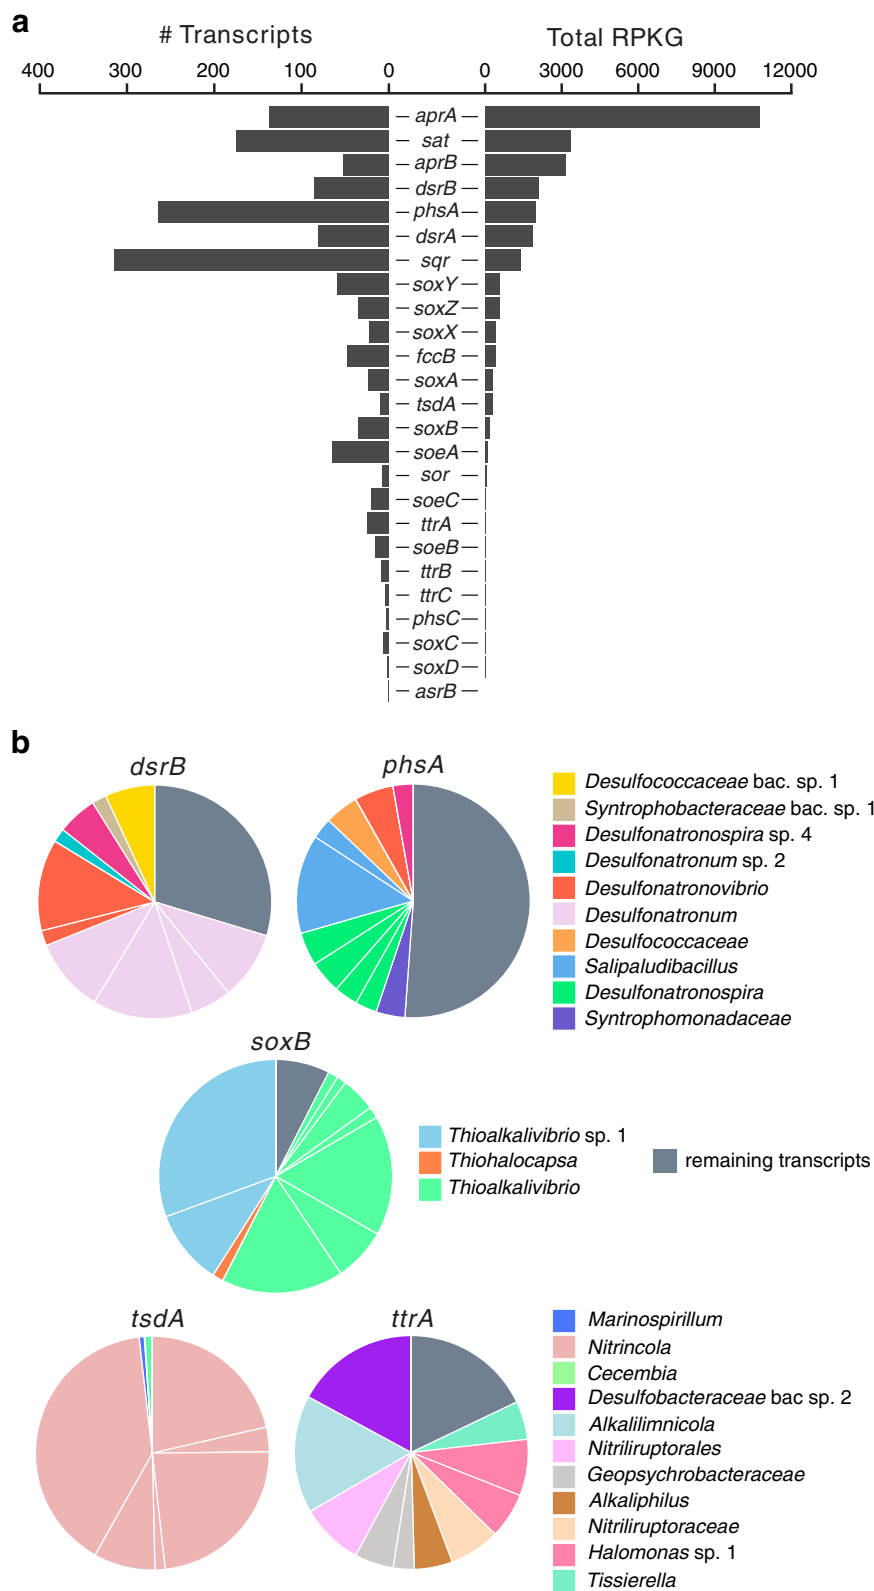 a
# Transcripts
Total RPKG
400 300 200 100 0 0 3000 6000 9000 12000
aprA
sat
aprB
dsrB
phsA
dsrA
sqr
soxY
soxZ
soxX
fccB
soxA
tsdA
soxB
soeA
sor
soeC
ttrA
soeB
ttrB
ttrC
phsC
soxC
soxD
asrB
b
dsrB
phsA
Desulfococcaceae bac. sp. 1
Syntrophobacteraceae bac. sp. 1
Desulfonatronospira sp. 4
Desulfonatronum sp. 2
Desulfonatronovibrio
Desulfonatronum
Desulfococcaceae
Salipaludibacillus
Desulfonatronospira
Syntrophomonadaceae
soxB
Thioalkalivibrio sp. 1
Thiohalocapsa
Thioalkalivibrio
remaining transcripts
tsdA
ttrA
Marinospirillum
Nitrincola
Cecembia
Desulfobacteraceae bac sp. 2
Alkalilimnicola
Nitriliruptorales
Geopsychrobacteraceae
Alkaliphilus
Nitriliruptoraceae
Halomonas sp. 1
Tissierella